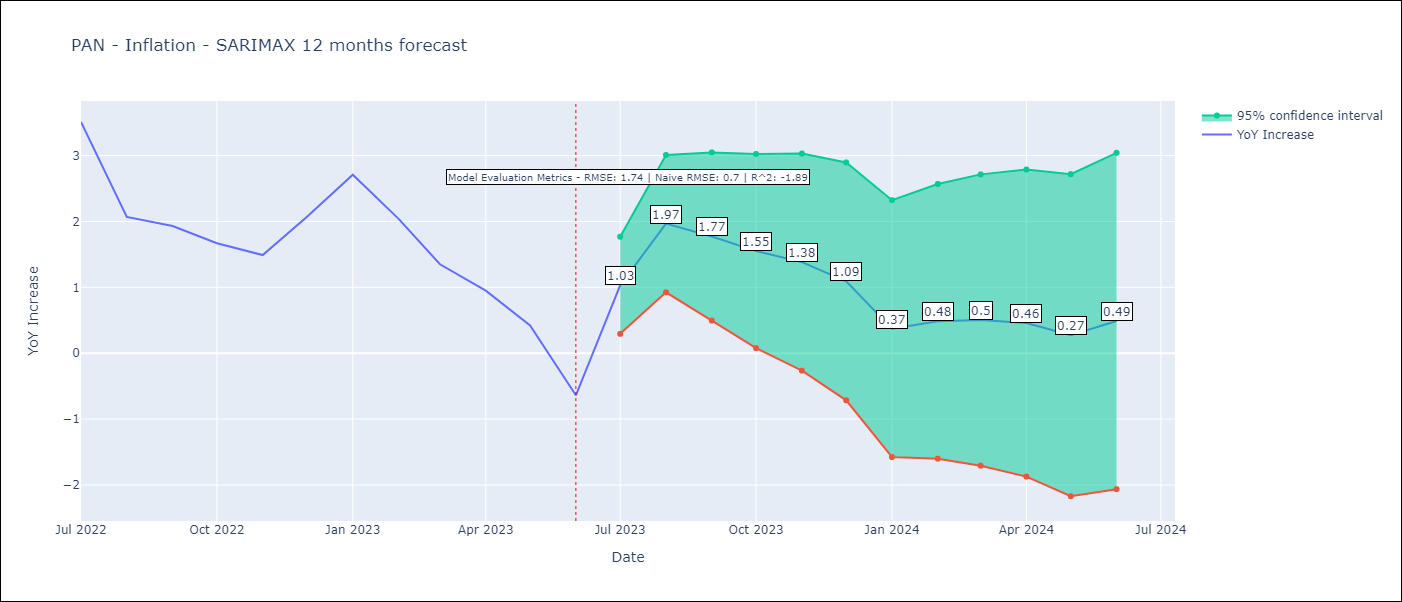 PAN - Inflation - SARIMAX 12 months forecast
95% confidence interval
YoY Increase
Model Evaluation Metrics - RMSE: 1.74 | Naive RMSE: 0.7 | R^2: -1.89
1.03
1.97
1.77
1.55
1.38
1.09
0.37
0.48
0.5
0.46
0.27
0.49
YoY Increase
3
2
1
0
−1
−2
Jul 2022
Oct 2022
Jan 2023
Apr 2023
Jul 2023
Oct 2023
Jan 2024
Apr 2024
Jul 2024
Date